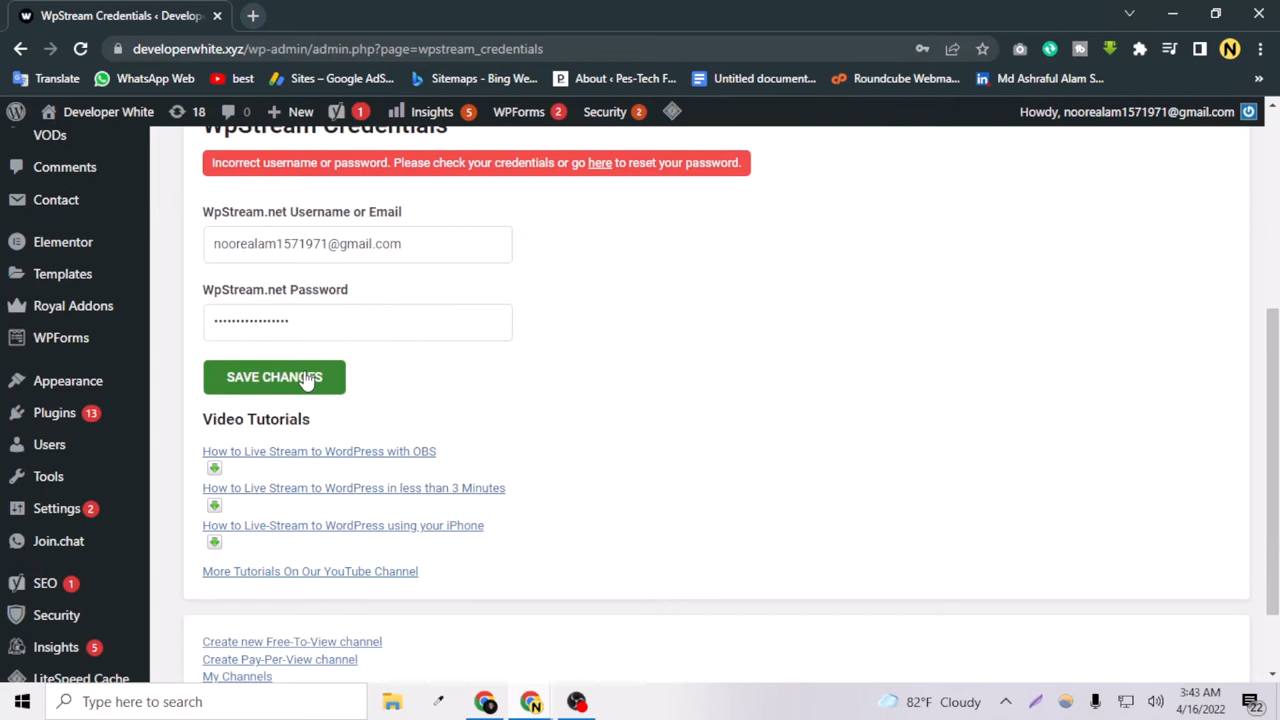 WpStream Credentials ‹ Develop
developerwhite.xyz/wp-admin/admin.php?page=wpstream_credentials
Translate WhatsApp Web best Sites – Google AdS... Sitemaps - Bing We... About ‹ Pes-Tech F... Untitled document... Roundcube Webma... Md Ashraful Alam S... »
Developer White 18 0 New 1 Insights 5 WPForms 2 Security 2 Howdy, noorealam1571971@gmail.com
VODs
Comments
Contact
Elementor
Templates
Royal Addons
WPForms
Appearance
Plugins 13
Users
Tools
Settings 2
Join.chat
SEO 1
Security
Insights 5
LiteSpeed Cache
WpStream Credentials
Incorrect username or password. Please check your credentials or go here to reset your password.
WpStream.net Username or Email
noorealam1571971@gmail.com
WpStream.net Password
SAVE CHANGES
Video Tutorials
How to Live Stream to WordPress with OBS
How to Live Stream to WordPress in less than 3 Minutes
How to Live-Stream to WordPress using your iPhone
More Tutorials On Our YouTube Channel
Create new Free-To-View channel
Create Pay-Per-View channel
My Channels
Type here to search
82°F Cloudy
3:43 AM
4/16/2022
22